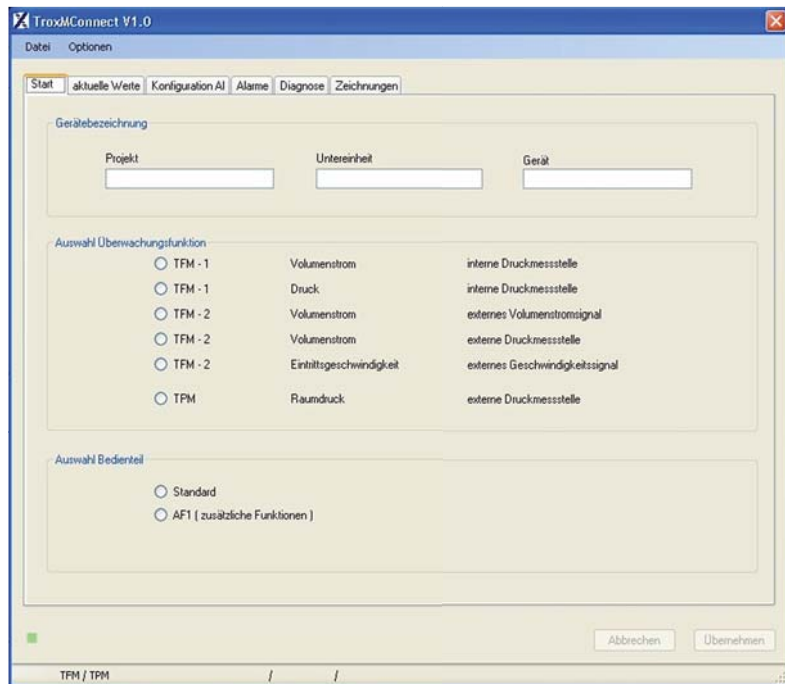 TroxMConnect V1.0
Datei Optionen
Start aktuelle Werte Konfiguration AI Alarme Diagnose Zeichnungen
Gerätebezeichnung
Projekt Untereinheit Gerät
Auswahl Überwachungsfunktion
TFM - 1 Volumenstrom interne Druckmessstelle
TFM - 1 Druck interne Druckmessstelle
TFM - 2 Volumenstrom externes Volumenstromsignal
TFM - 2 Volumenstrom externe Druckmessstelle
TFM - 2 Eintrittsgeschwindigkeit externes Geschwindigkeitssignal
TPM Raumdruck externe Druckmessstelle
Auswahl Bedienteil
Standard
AF1 ( zusätzliche Funktionen )
Abbrechen Übernehmen
TFM / TPM / /